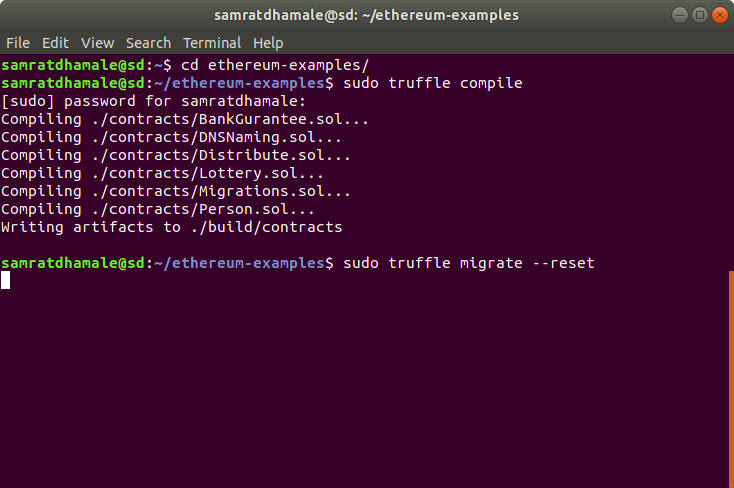 samratdhamale@sd: ~/ethereum-examples
File Edit View Search Terminal Help
samratdhamale@sd:~$ cd ethereum-examples/
samratdhamale@sd:~/ethereum-examples$ sudo truffle compile
[sudo] password for samratdhamale:
Compiling ./contracts/BankGurantee.sol...
Compiling ./contracts/DNSNaming.sol...
Compiling ./contracts/Distribute.sol...
Compiling ./contracts/Lottery.sol...
Compiling ./contracts/Migrations.sol...
Compiling ./contracts/Person.sol...
Writing artifacts to ./build/contracts
samratdhamale@sd:~/ethereum-examples$ sudo truffle migrate --reset